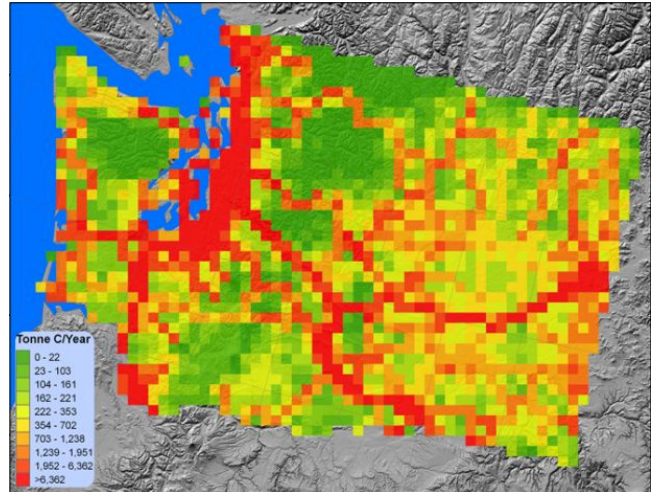 Tonne C/Year
0 - 22
23 - 103
104 - 161
162 - 221
222 - 353
354 - 702
703 - 1,238
1,239 - 1,951
1,952 - 6,362
>6,362